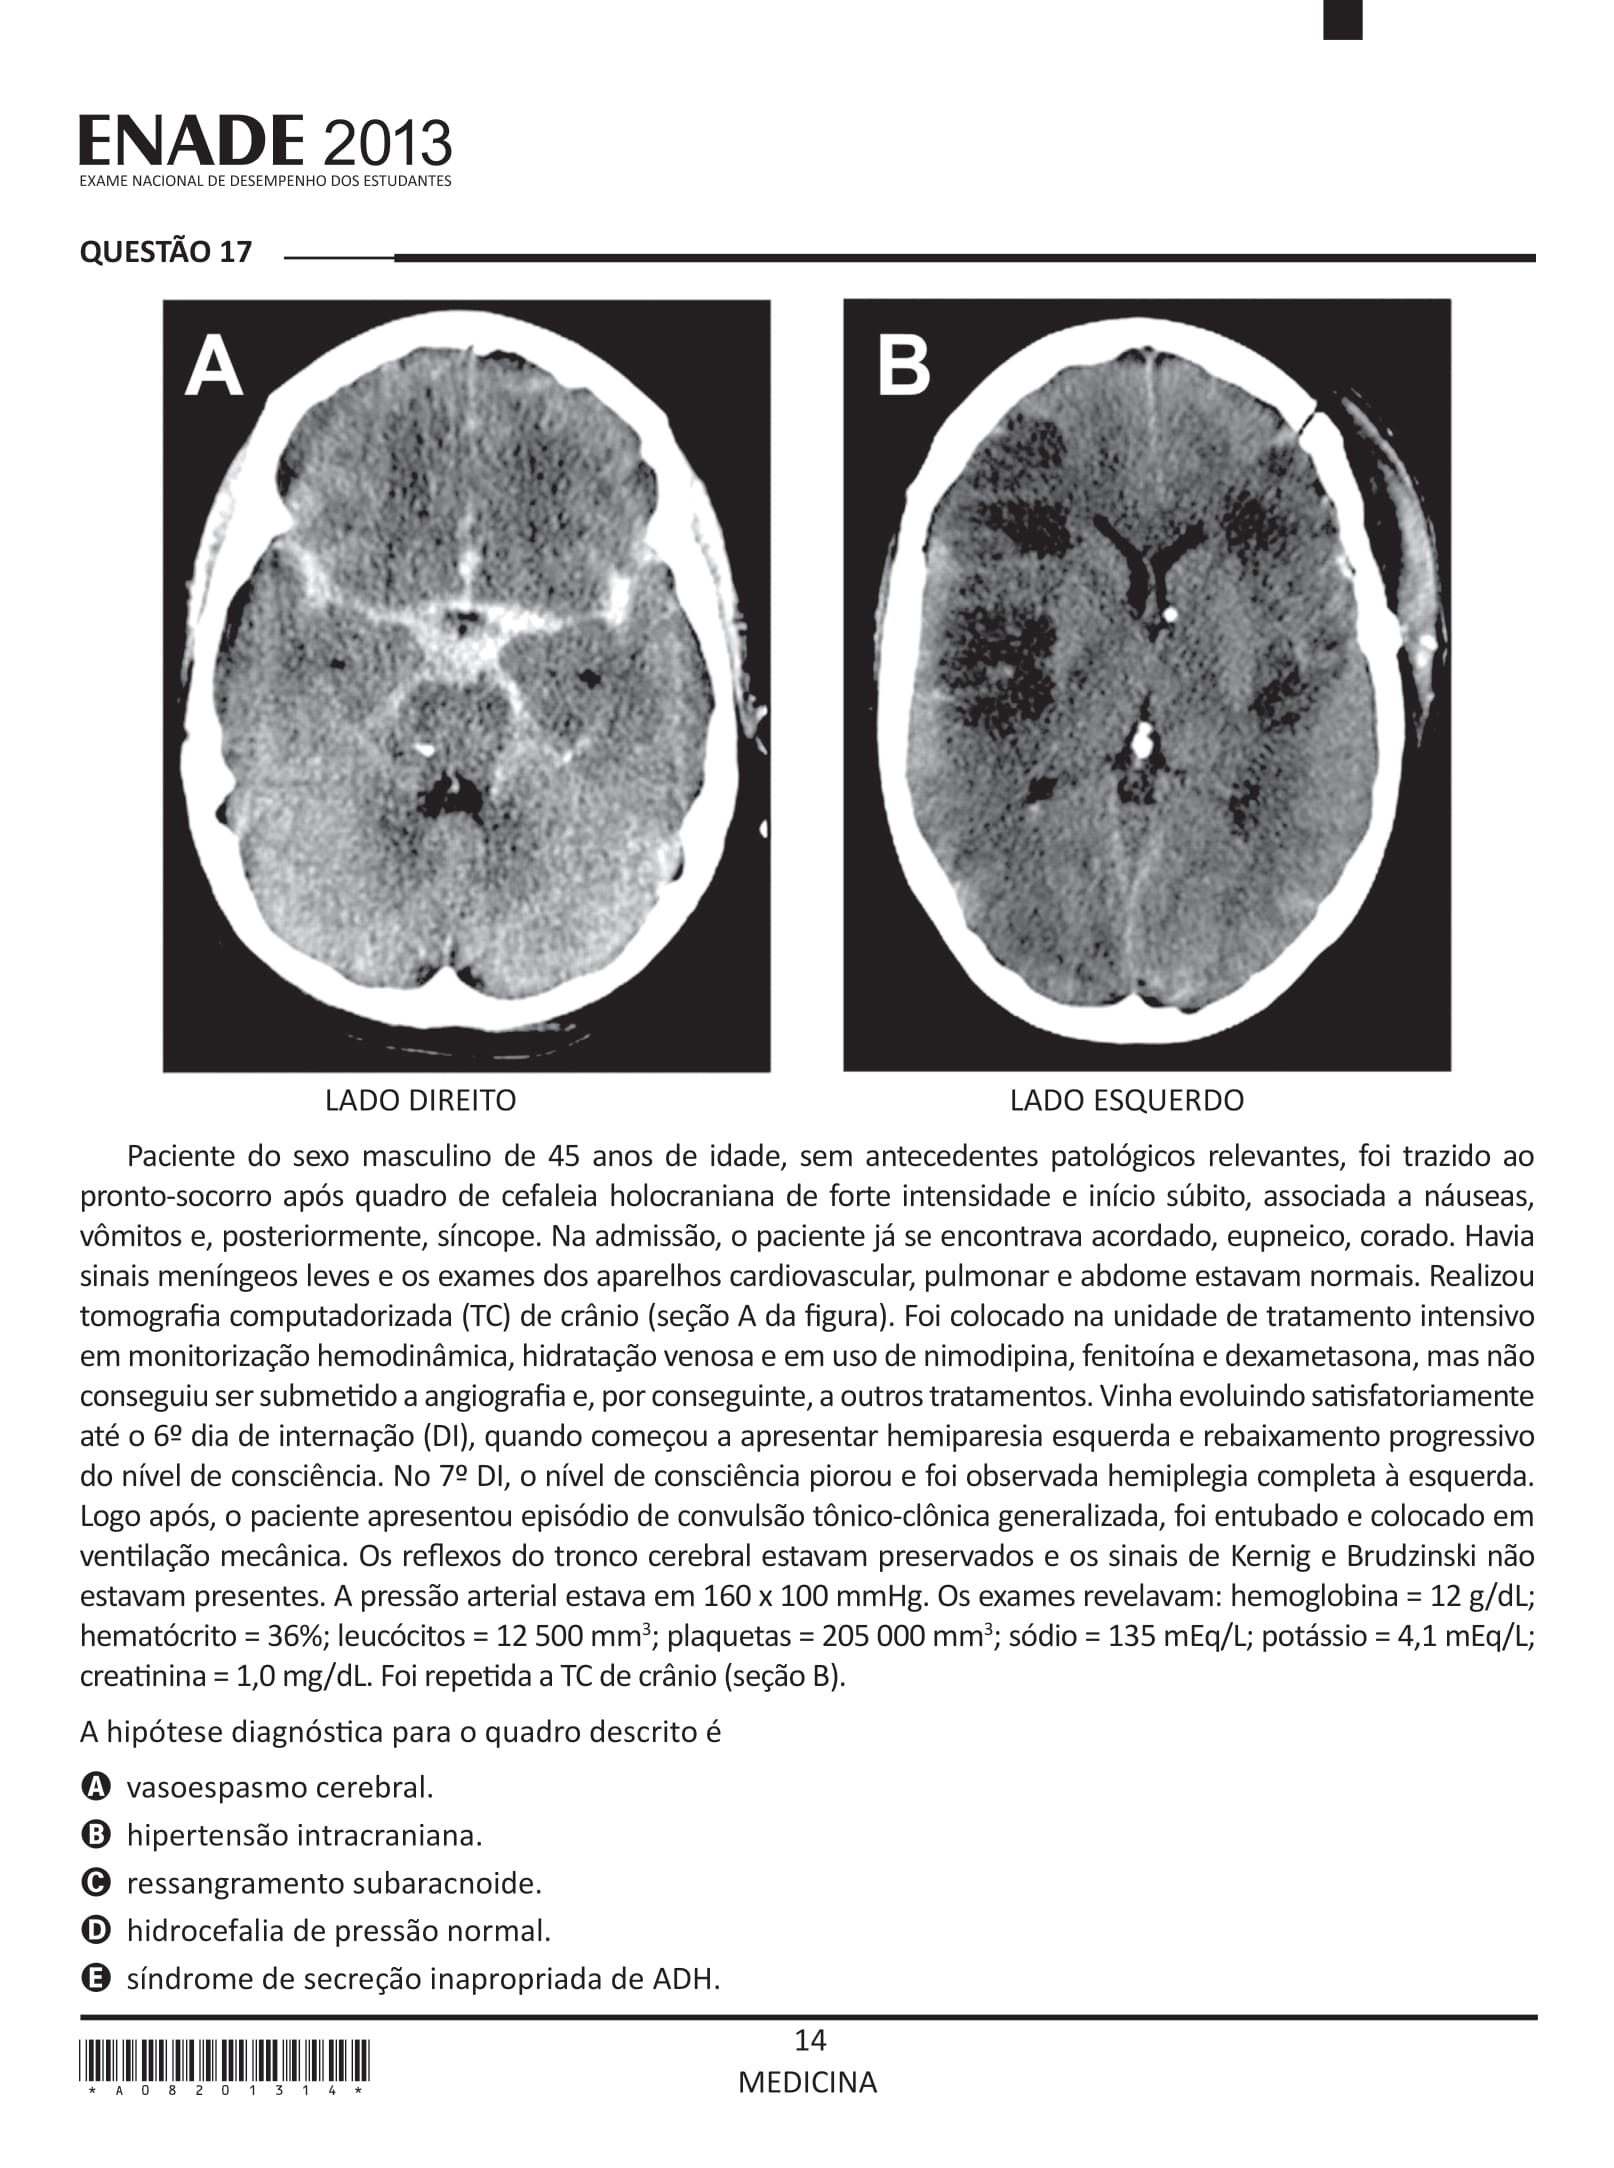 ENADE 2013
EXAME NACIONAL DE DESEMPENHO DOS ESTUDANTES
QUESTÃO 17
A
B
LADO DIREITO
LADO ESQUERDO
Paciente do sexo masculino de 45 anos de idade, sem antecedentes patológicos relevantes, foi trazido ao
pronto-socorro após quadro de cefaleia holocraniana de forte intensidade e início súbito, associada a náuseas,
vômitos e, posteriormente, síncope. Na admissão, o paciente já se encontrava acordado, eupneico, corado. Havia
sinais meníngeos leves e os exames dos aparelhos cardiovascular, pulmonar e abdome estavam normais. Realizou
tomografia computadorizada (TC) de crânio (seção A da figura). Foi colocado na unidade de tratamento intensivo
em monitorização hemodinâmica, hidratação venosa e em uso de nimodipina, fenitoína e dexametasona, mas não
conseguiu ser submetido a angiografia e, por conseguinte, a outros tratamentos. Vinha evoluindo satisfatoriamente
até o 6º dia de internação (DI), quando começou a apresentar hemiparesia esquerda e rebaixamento progressivo
do nível de consciência. No 7º DI, o nível de consciência piorou e foi observada hemiplegia completa à esquerda.
Logo após, o paciente apresentou episódio de convulsão tônico-clônica generalizada, foi entubado e colocado em
ventilação mecânica. Os reflexos do tronco cerebral estavam preservados e os sinais de Kernig e Brudzinski não
estavam presentes. A pressão arterial estava em 160 x 100 mmHg. Os exames revelavam: hemoglobina = 12 g/dL;
hematócrito = 36%; leucócitos = 12 500 mm³; plaquetas = 205 000 mm³; sódio = 135 mEq/L; potássio = 4,1 mEq/L;
creatinina = 1,0 mg/dL. Foi repetida a TC de crânio (seção B).
A hipótese diagnóstica para o quadro descrito é
A vasoespasmo cerebral.
B hipertensão intracraniana.
C ressangramento subaracnoide.
D hidrocefalia de pressão normal.
E síndrome de secreção inapropriada de ADH.
14
MEDICINA
* A 0 8 2 0 1 3 1 4 *